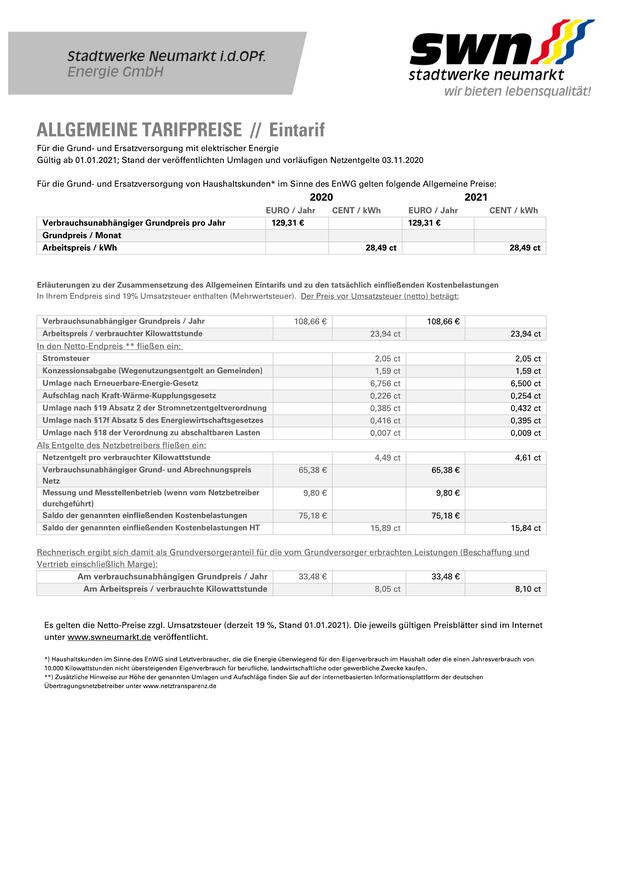 Stadtwerke Neumarkt i.d.OPf.
Energie GmbH
swn
stadtwerke neumarkt
wir bieten lebensqualität!
ALLGEMEINE TARIFPREISE // Eintarif
Für die Grund- und Ersatzversorgung mit elektrischer Energie
Gültig ab 01.01.2021; Stand der veröffentlichten Umlagen und vorläufigen Netzentgelte 03.11.2020
Für die Grund- und Ersatzversorgung von Haushaltskunden* im Sinne des EnWG gelten folgende Allgemeine Preise:
2020 2021
EURO / Jahr CENT / kWh EURO / Jahr CENT / kWh
Verbrauchsunabhängiger Grundpreis pro Jahr 129,31 € 129,31 €
Grundpreis / Monat
Arbeitspreis / kWh 28,49 ct 28,49 ct
Erläuterungen zu der Zusammensetzung des Allgemeinen Eintarifs und zu den tatsächlich einfließenden Kostenbelastungen
In Ihrem Endpreis sind 19% Umsatzsteuer enthalten (Mehrwertsteuer). Der Preis vor Umsatzsteuer (netto) beträgt:
Verbrauchsunabhängiger Grundpreis / Jahr 108,66 € 108,66 €
Arbeitspreis / verbrauchter Kilowattstunde 23,94 ct 23,94 ct
In den Netto-Endpreis ** fließen ein:
Stromsteuer 2,05 ct 2,05 ct
Konzessionsabgabe (Wegenutzungsentgelt an Gemeinden) 1,59 ct 1,59 ct
Umlage nach Erneuerbare-Energie-Gesetz 6,756 ct 6,500 ct
Aufschlag nach Kraft-Wärme-Kupplungsgesetz 0,226 ct 0,254 ct
Umlage nach §19 Absatz 2 der Stromnetzentgeltverordnung 0,385 ct 0,432 ct
Umlage nach §17f Absatz 5 des Energiewirtschaftsgesetzes 0,416 ct 0,395 ct
Umlage nach §18 der Verordnung zu abschaltbaren Lasten 0,007 ct 0,009 ct
Als Entgelte des Netzbetreibers fließen ein:
Netzentgelt pro verbrauchter Kilowattstunde 4,49 ct 4,61 ct
Verbrauchsunabhängiger Grund- und Abrechnungspreis 65,38 € 65,38 €
Netz
Messung und Messtellenbetrieb (wenn vom Netzbetreiber 9,80 € 9,80 €
durchgeführt)
Saldo der genannten einfließenden Kostenbelastungen 75,18 € 75,18 €
Saldo der genannten einfließenden Kostenbelastungen HT 15,89 ct 15,84 ct
Rechnerisch ergibt sich damit als Grundversorgeranteil für die vom Grundversorger erbrachten Leistungen (Beschaffung und
Vertrieb einschließlich Marge):
Am verbrauchsunabhängigen Grundpreis / Jahr 33,48 € 33,48 €
Am Arbeitspreis / verbrauchte Kilowattstunde 8,05 ct 8,10 ct
Es gelten die Netto-Preise zzgl. Umsatzsteuer (derzeit 19 %, Stand 01.01.2021). Die jeweils gültigen Preisblätter sind im Internet
unter www.swneumarkt.de veröffentlicht.
*) Haushaltskunden im Sinne des EnWG sind Letztverbraucher, die die Energie überwiegend für den Eigenverbrauch im Haushalt oder die einen Jahresverbrauch von
10.000 Kilowattstunden nicht übersteigenden Eigenverbrauch für berufliche, landwirtschaftliche oder gewerbliche Zwecke kaufen.
**) Zusätzliche Hinweise zur Höhe der genannten Umlagen und Aufschläge finden Sie auf der internetbasierten Informationsplattform der deutschen
Übertragungsnetzbetreiber unter www.netztransparenz.de